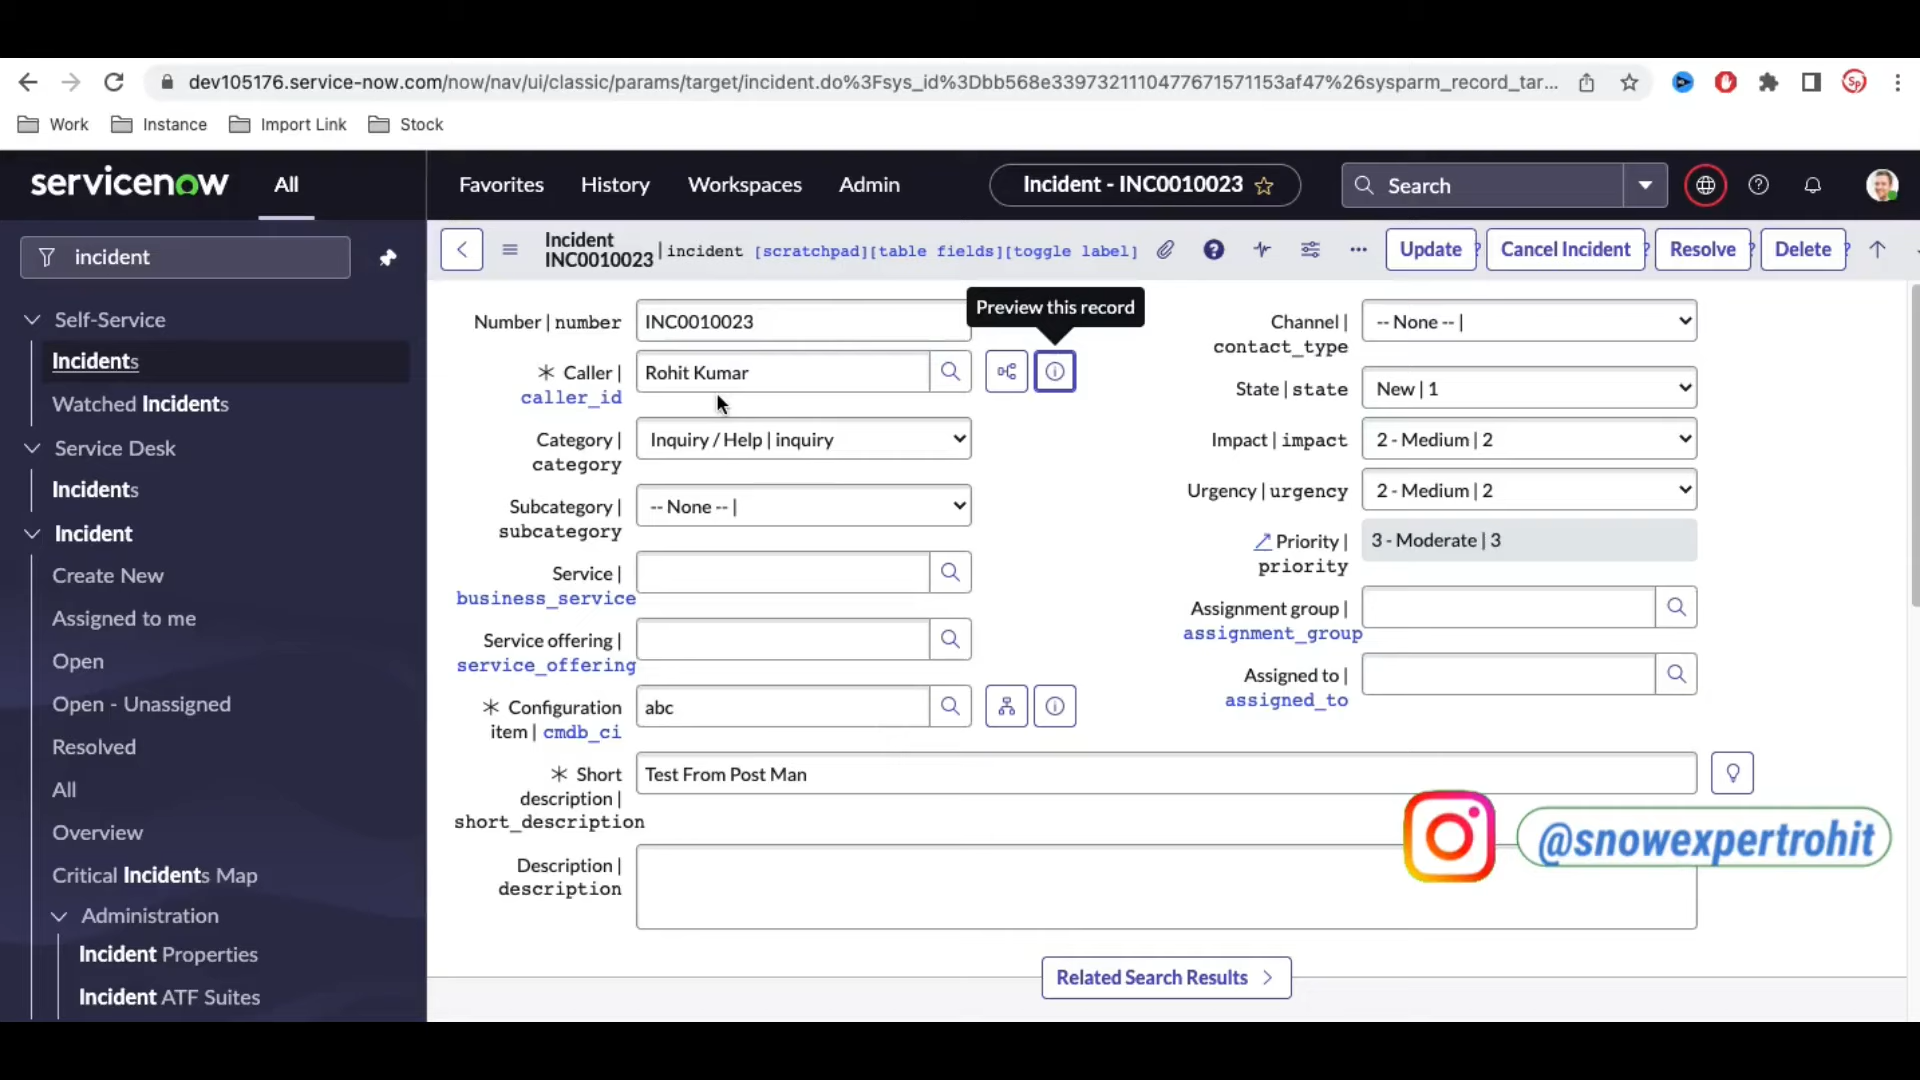 dev105176.service-now.com/now/nav/ui/classic/params/target/incident.do%3Fsys_id%3Dbb568e3397321110477671571153af47%26sysparm_record_tar...
Sp
Work Instance Import Link Stock
servicenow All Favorites History Workspaces Admin Incident - INC0010023 Search
incident
Incident
INC0010023 | incident [scratchpad][table fields][toggle label] Update Cancel Incident Resolve Delete
Self-Service
Incidents
Watched Incidents
Service Desk
Incidents
Incident
Create New
Assigned to me
Open
Open - Unassigned
Resolved
All
Overview
Critical Incidents Map
Administration
Incident Properties
Incident ATF Suites
Preview this record
Number | number INC0010023
Caller |
caller_id
Rohit Kumar
Category |
category
Inquiry / Help | inquiry
Subcategory |
subcategory
-- None -- |
Service |
business_service
Service offering |
service_offering
Configuration
item | cmdb_ci
abc
Channel |
contact_type
-- None -- |
State | state New | 1
Impact | impact 2 - Medium | 2
Urgency | urgency 2 - Medium | 2
Priority |
priority
3 - Moderate | 3
Assignment group |
assignment_group
Assigned to |
assigned_to
Short
description |
short_description
Test From Post Man
Description |
description
@snowexpertrohit
Related Search Results